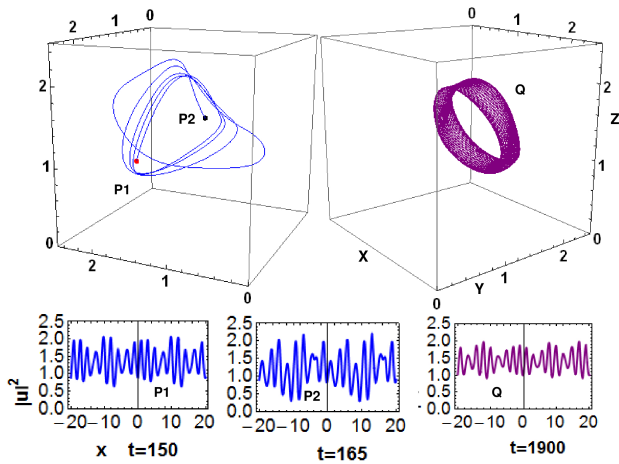 0 0
1 1
2 2
2 2
P2 Q
Z
1 P1 1
X
0 2 0
2 1
1 Y
0 0
2.5 2.5 2.5
2.0 2.0 2.0
1.5 1.5 1.5
1.0 1.0 1.0
0.5 P1 0.5 P2 0.5 Q
0.0 0.0 0.0
|u|²
−20 −10 0 10 20 −20 −10 0 10 20 −20 −10 0 10 20
x t=150 t=165 t=1900